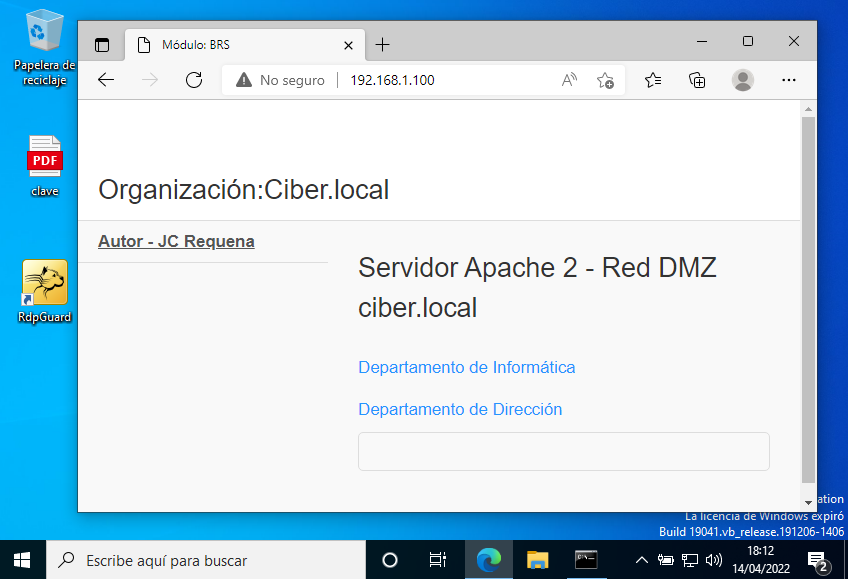 Papelera de
reciclaje
PDF
clave
RdpGuard
Módulo: BRS
No seguro
192.168.1.100
Organización:Ciber.local
Autor - JC Requena
Servidor Apache 2 - Red DMZ
ciber.local
Departamento de Informática
Departamento de Dirección
La licencia de Windows expiró
Build 19041.vb_release.191206-1406
Escribe aquí para buscar
18:12
14/04/2022
2